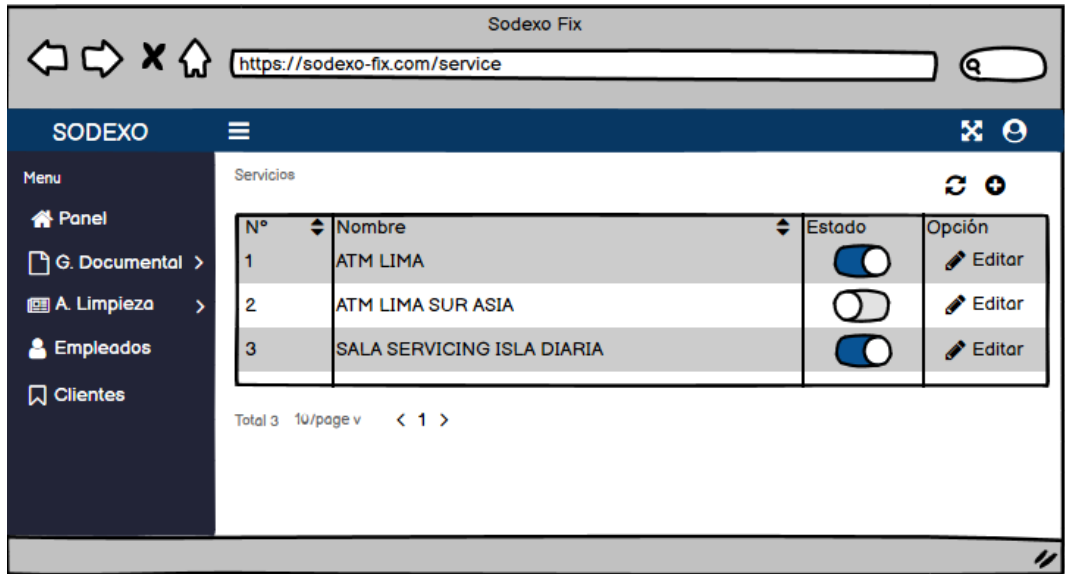 Sodexo Fix
https://sodexo-fix.com/service
SODEXO
Menu
Panel
G. Documental >
A. Limpieza >
Empleados
Clientes
Servicios
N° Nombre Estado Opción
1 ATM LIMA Editar
2 ATM LIMA SUR ASIA Editar
3 SALA SERVICING ISLA DIARIA Editar
Total 3 10/page v < 1 >